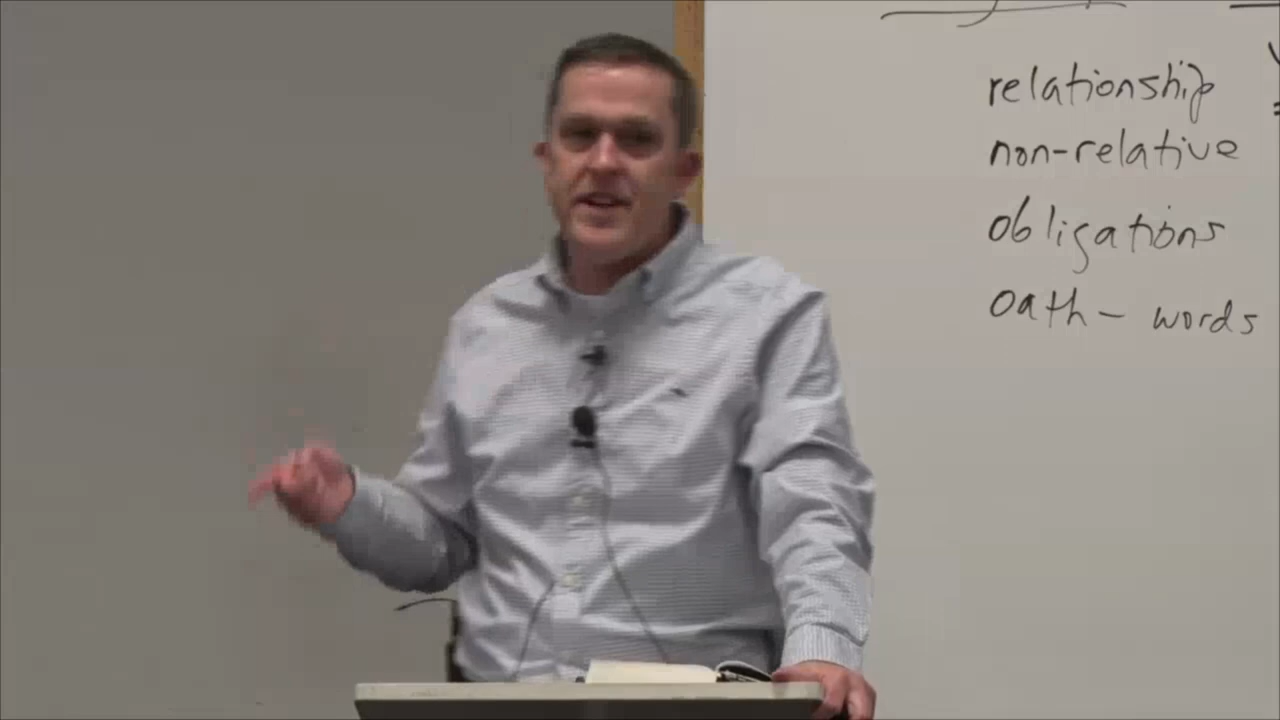 relationship
non-relative
obligations
oath - words